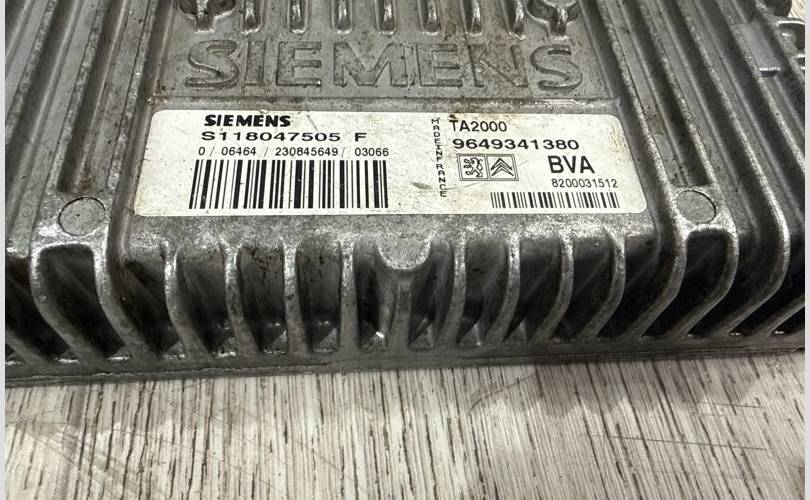 SIEMENS
SIEMENS
S118047505 F
0 / 06464 / 230845649 / 03066
MADE IN FRANCE
TA2000
9649341380
BVA
8200031512